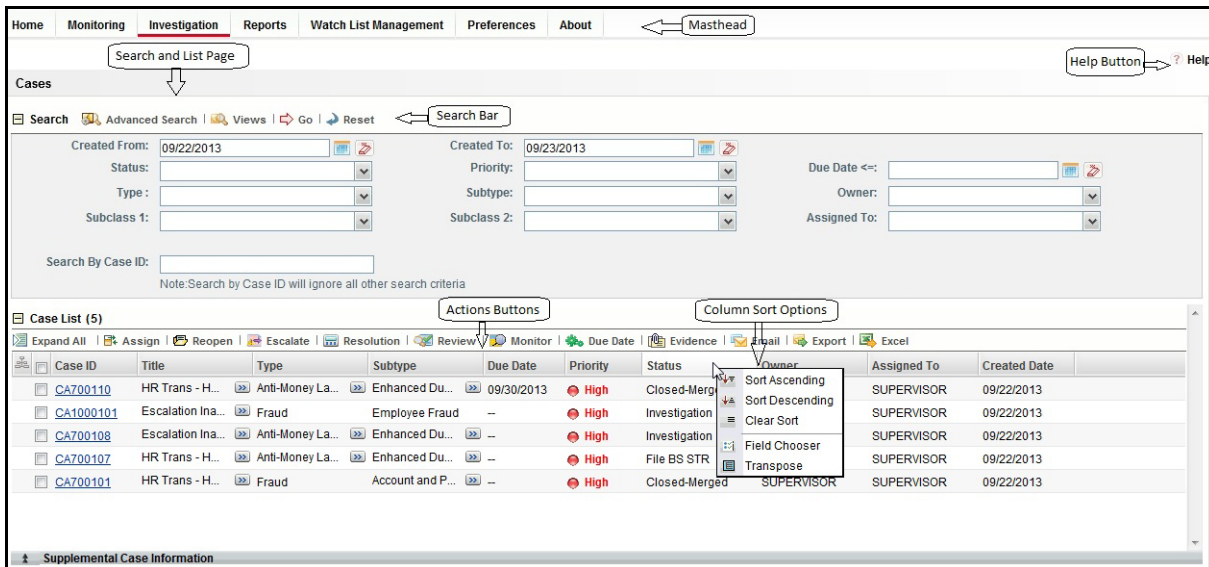 Home Monitoring Investigation Reports Watch List Management Preferences About Masthead
Search and List Page
Help Button ? Help
Cases
Search Advanced Search | Views | Go | Reset Search Bar
Created From: 09/22/2013 Created To: 09/23/2013
Status: Priority: Due Date <=:
Type : Subtype: Owner:
Subclass 1: Subclass 2: Assigned To:
Search By Case ID:
Note:Search by Case ID will ignore all other search criteria
Actions Buttons Column Sort Options
Case List (5)
Expand All | Assign | Reopen | Escalate | Resolution | Review | Monitor | Due Date | Evidence | Email | Export | Excel
Case ID Title Type Subtype Due Date Priority Status Owner Assigned To Created Date
CA700110 HR Trans - H... Anti-Money La... Enhanced Du... 09/30/2013 High Closed-Merg SUPERVISOR 09/22/2013
CA1000101 Escalation Ina... Fraud Employee Fraud -- High Investigation SUPERVISOR 09/22/2013
CA700108 Escalation Ina... Anti-Money La... Enhanced Du... -- High Investigation SUPERVISOR 09/22/2013
CA700107 HR Trans - H... Anti-Money La... Enhanced Du... -- High File BS STR SUPERVISOR 09/22/2013
CA700101 HR Trans - H... Fraud Account and P... -- High Closed-Merged SUPERVISOR SUPERVISOR 09/22/2013
Sort Ascending
Sort Descending
Clear Sort
Field Chooser
Transpose
Supplemental Case Information